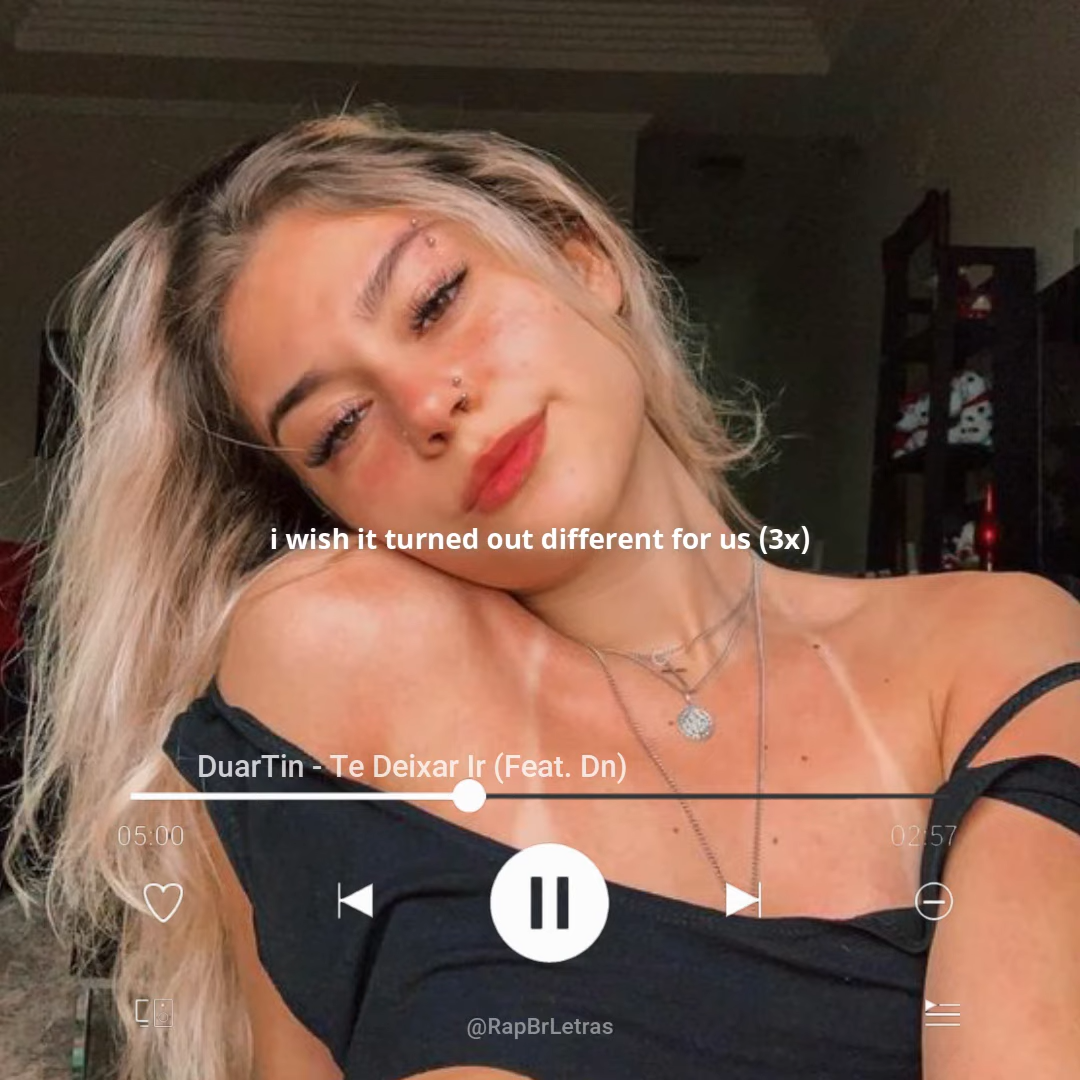 i wish it turned out different for us (3x)
DuarTin - Te Deixar Ir (Feat. Dn)
05:00 02:57
@RapBrLetras